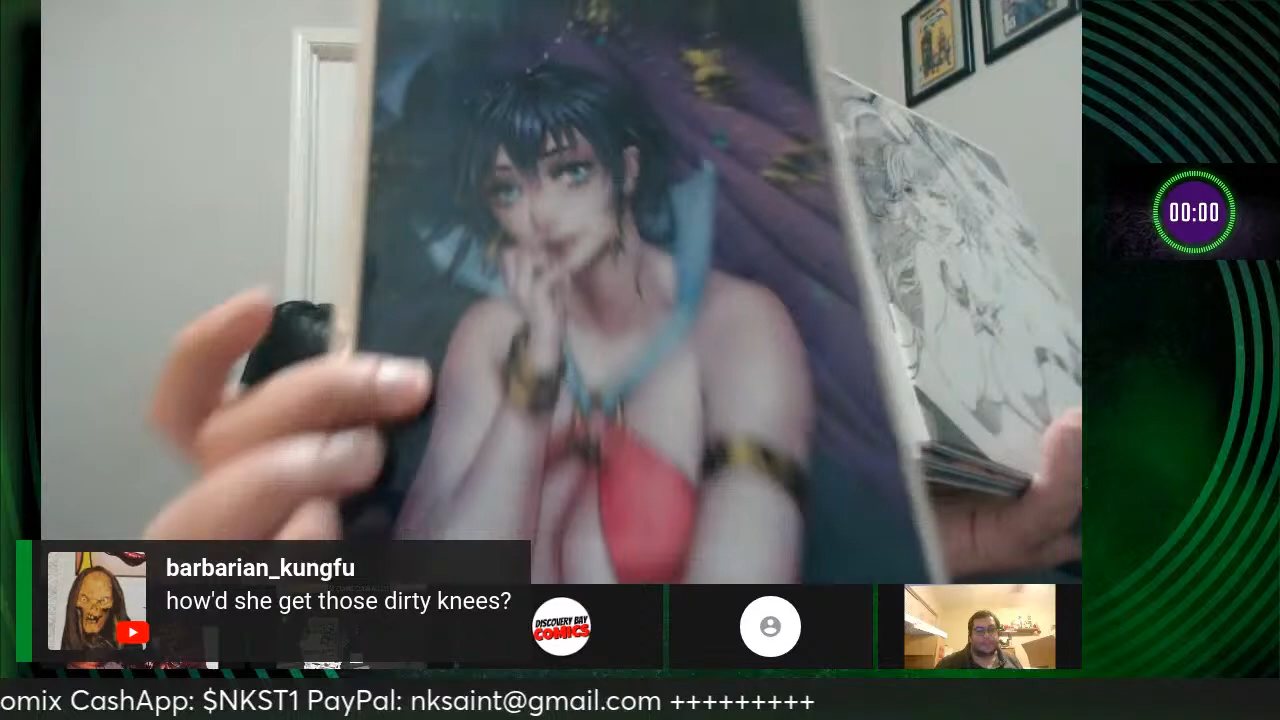 00:00
barbarian_kungfu
how'd she get those dirty knees?
DISCOVERY BAY
COMICS
omix CashApp: $NKST1 PayPal: nksaint@gmail.com +++++++++